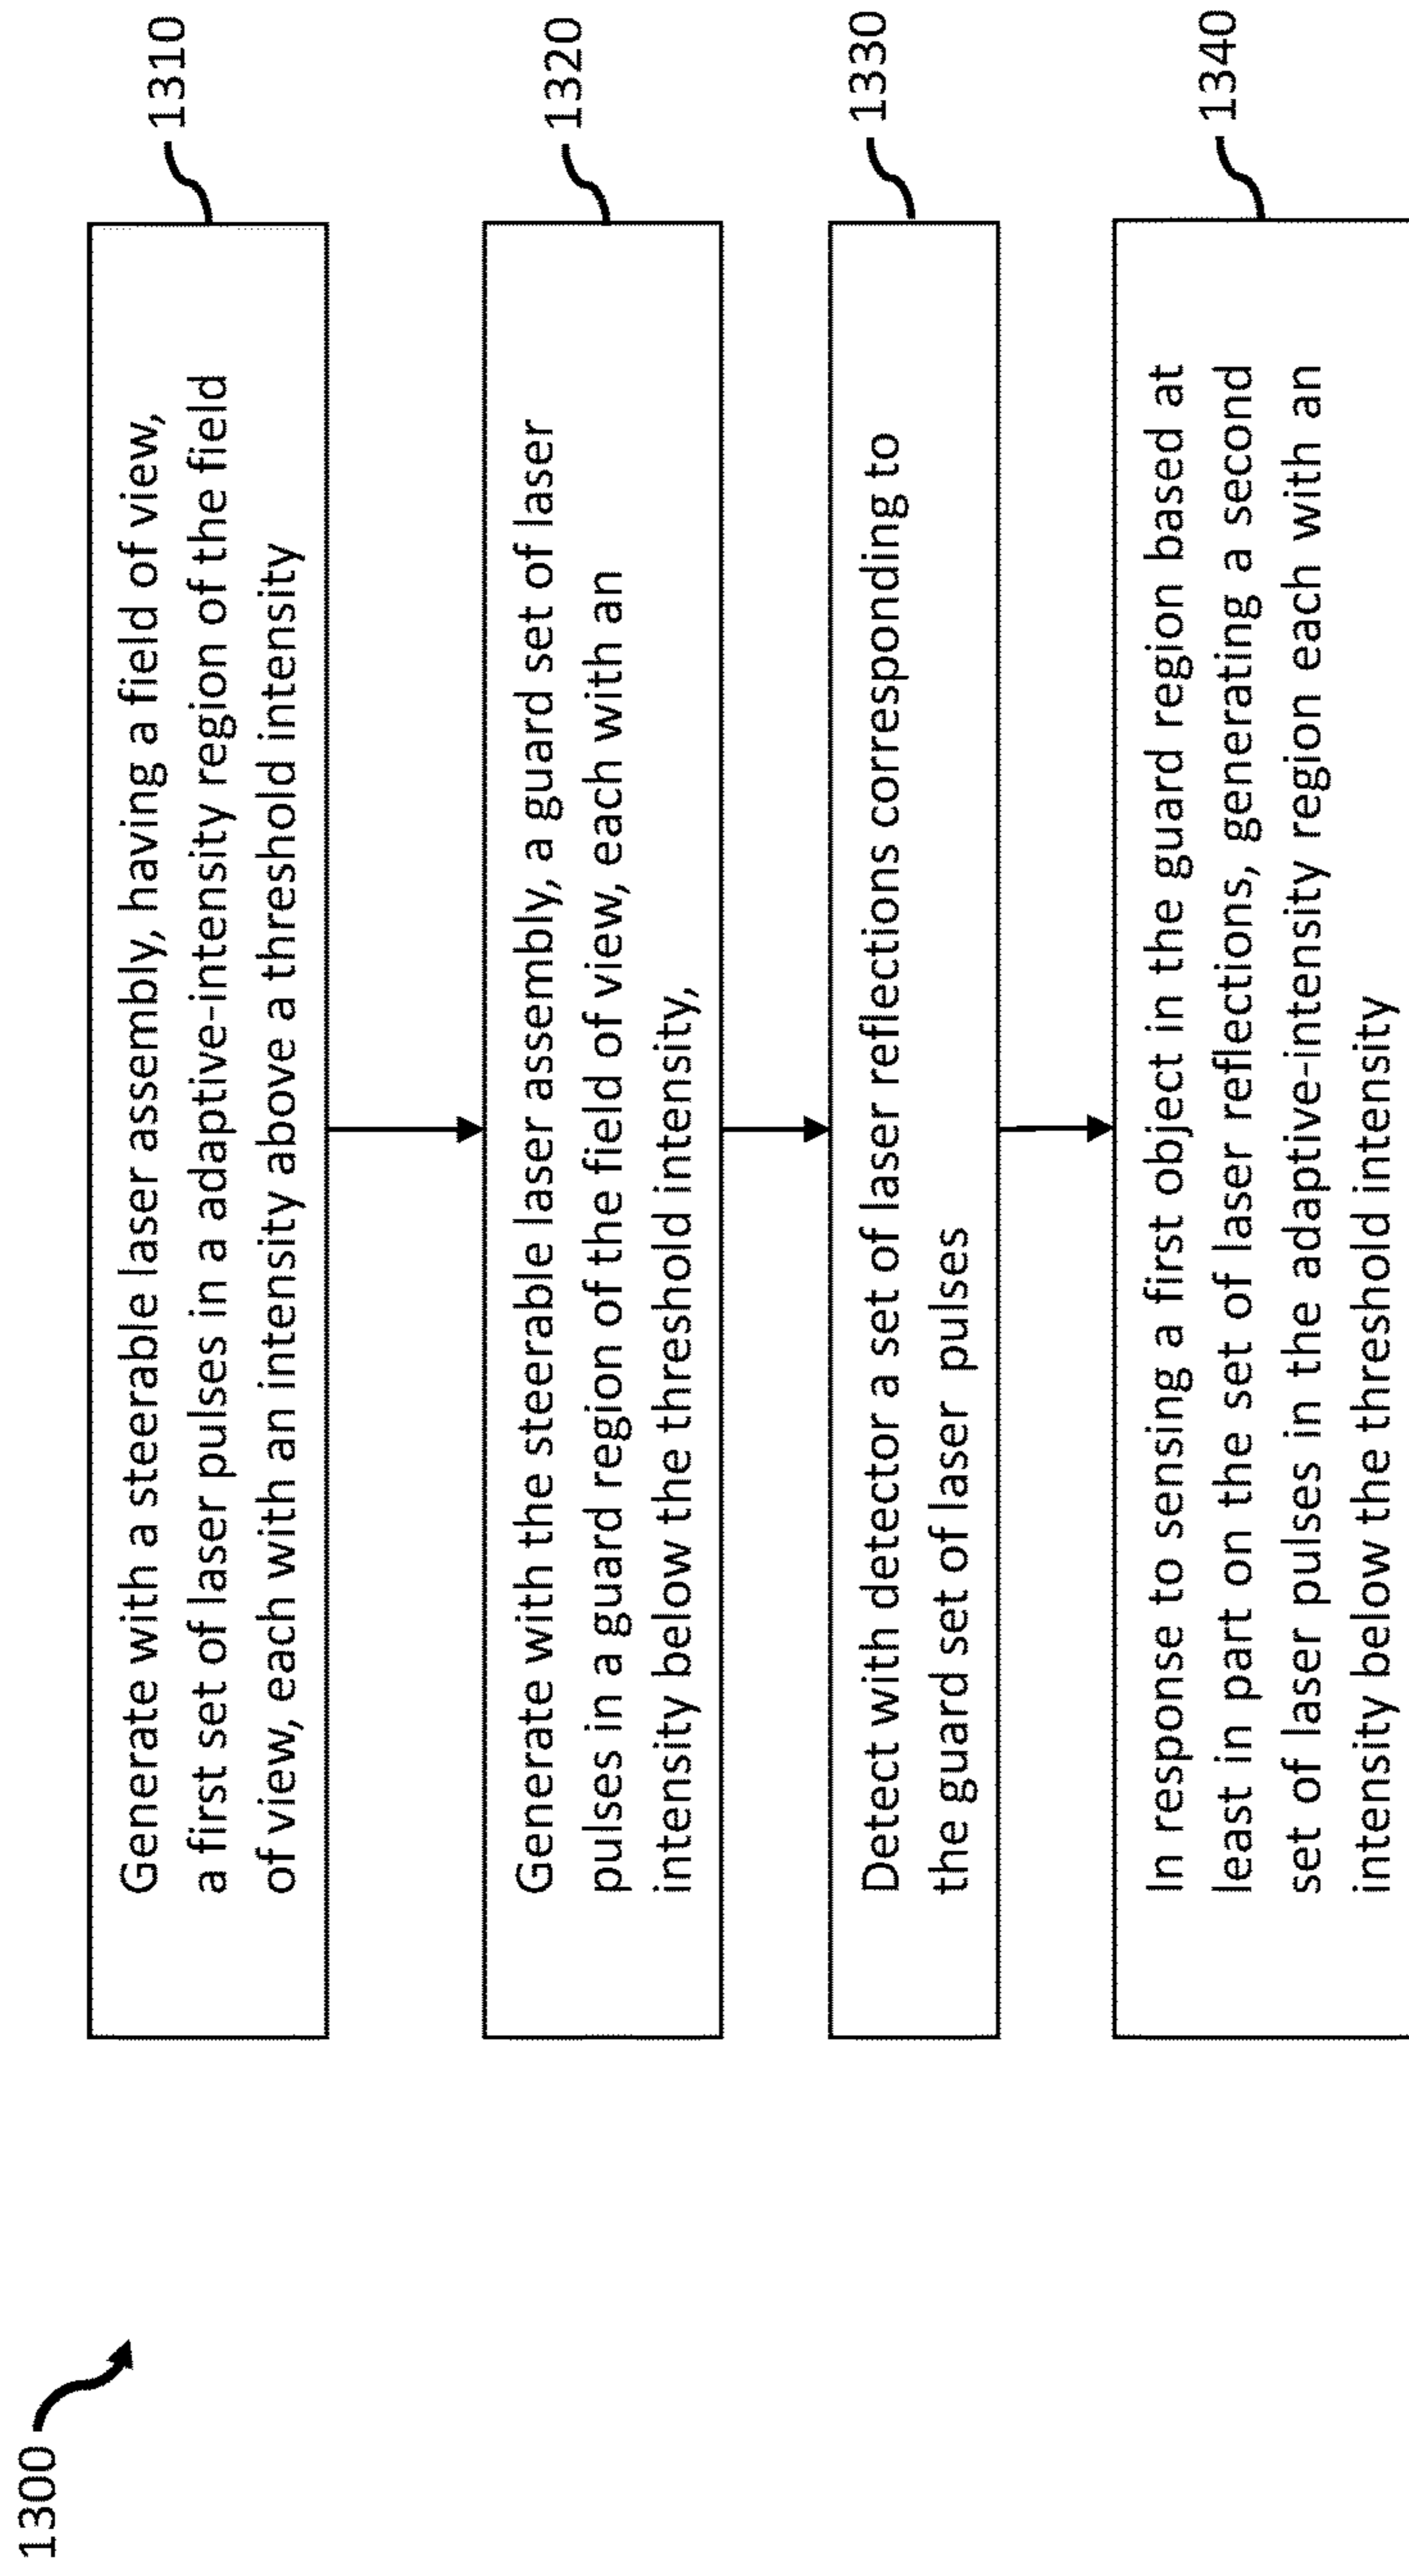 1300
Generate with a steerable laser assembly, having a field of view,
a first set of laser pulses in a adaptive-intensity region of the field
of view, each with an intensity above a threshold intensity
1310
Generate with the steerable laser assembly, a guard set of laser
pulses in a guard region of the field of view, each with an
intensity below the threshold intensity,
1320
Detect with detector a set of laser reflections corresponding to
the guard set of laser pulses
1330
In response to sensing a first object in the guard region based at
least in part on the set of laser reflections, generating a second
set of laser pulses in the adaptive-intensity region each with an
intensity below the threshold intensity
1340